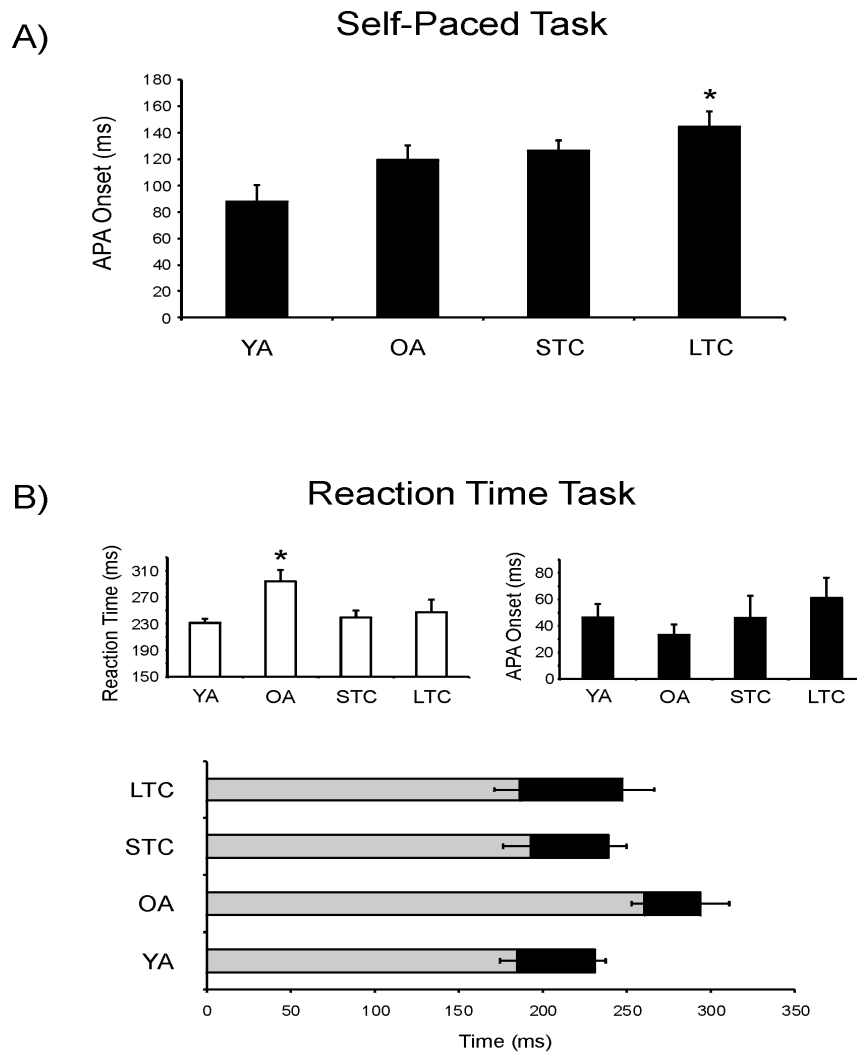 A)
Self-Paced Task
APA Onset (ms)
180
160
140
120
100
80
60
40
20
0
*
YA OA STC LTC
B)
Reaction Time Task
Reaction Time (ms)
310
270
230
190
150
*
YA OA STC LTC
APA Onset (ms)
80
60
40
20
0
YA OA STC LTC
LTC
STC
OA
YA
0 50 100 150 200 250 300 350
Time (ms)